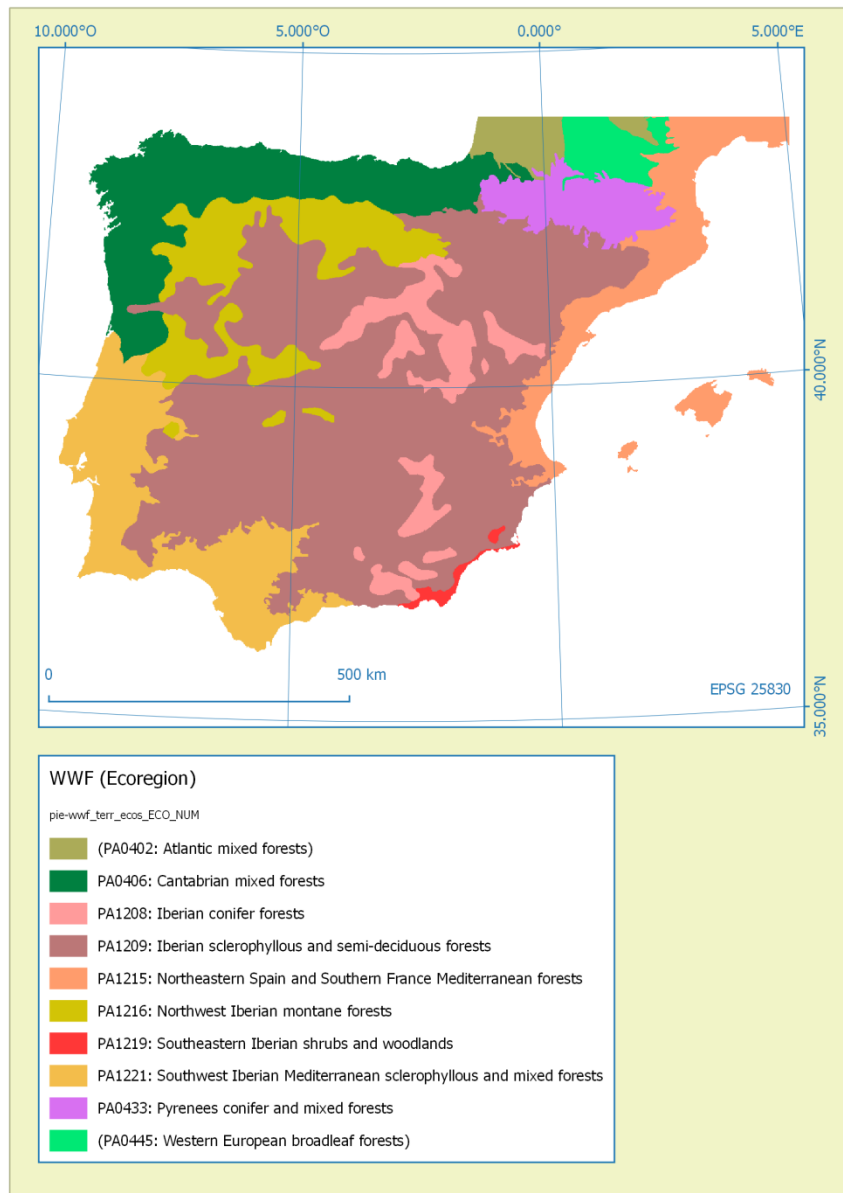 10.000°O 5.000°O 0.000° 5.000°E
40.000°N
0 500 km
EPSG 25830
35.000°N
WWF (Ecoregion)
pie-wwf_terr_ecos_ECO_NUM
(PA0402: Atlantic mixed forests)
PA0406: Cantabrian mixed forests
PA1208: Iberian conifer forests
PA1209: Iberian sclerophyllous and semi-deciduous forests
PA1215: Northeastern Spain and Southern France Mediterranean forests
PA1216: Northwest Iberian montane forests
PA1219: Southeastern Iberian shrubs and woodlands
PA1221: Southwest Iberian Mediterranean sclerophyllous and mixed forests
PA0433: Pyrenees conifer and mixed forests
(PA0445: Western European broadleaf forests)